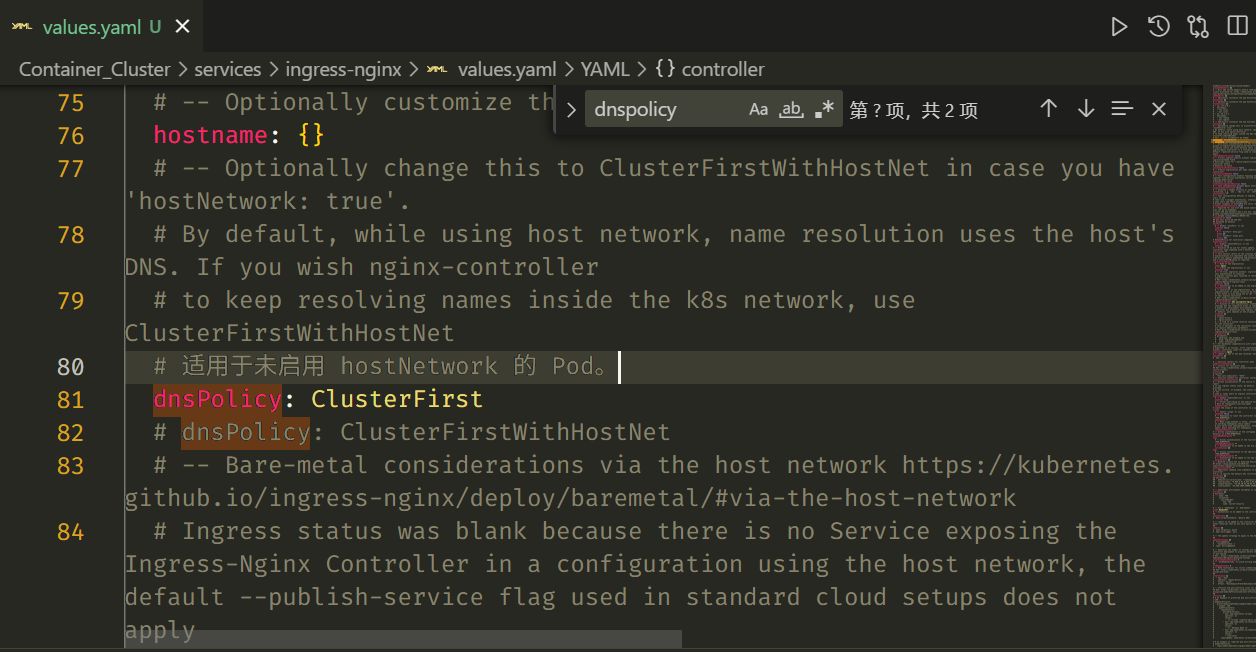 values.yaml U
Container_Cluster > services > ingress-nginx > values.yaml > YAML > {} controller
dnspolicy Aa ab .* 第?项, 共2项
75 # -- Optionally customize th
76 hostname: {}
77 # -- Optionally change this to ClusterFirstWithHostNet in case you have
'hostNetwork: true'.
78 # By default, while using host network, name resolution uses the host's
DNS. If you wish nginx-controller
79 # to keep resolving names inside the k8s network, use
ClusterFirstWithHostNet
80 # 适用于未启用 hostNetwork 的 Pod。
81 dnsPolicy: ClusterFirst
82 # dnsPolicy: ClusterFirstWithHostNet
83 # -- Bare-metal considerations via the host network https://kubernetes.
github.io/ingress-nginx/deploy/baremetal/#via-the-host-network
84 # Ingress status was blank because there is no Service exposing the
Ingress-Nginx Controller in a configuration using the host network, the
default --publish-service flag used in standard cloud setups does not
apply